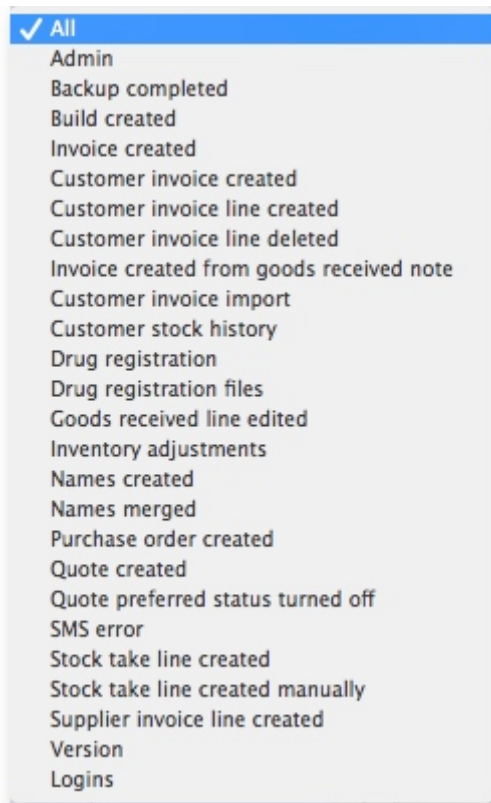 All
Admin
Backup completed
Build created
Invoice created
Customer invoice created
Customer invoice line created
Customer invoice line deleted
Invoice created from goods received note
Customer invoice import
Customer stock history
Drug registration
Drug registration files
Goods received line edited
Inventory adjustments
Names created
Names merged
Purchase order created
Quote created
Quote preferred status turned off
SMS error
Stock take line created
Stock take line created manually
Supplier invoice line created
Version
Logins